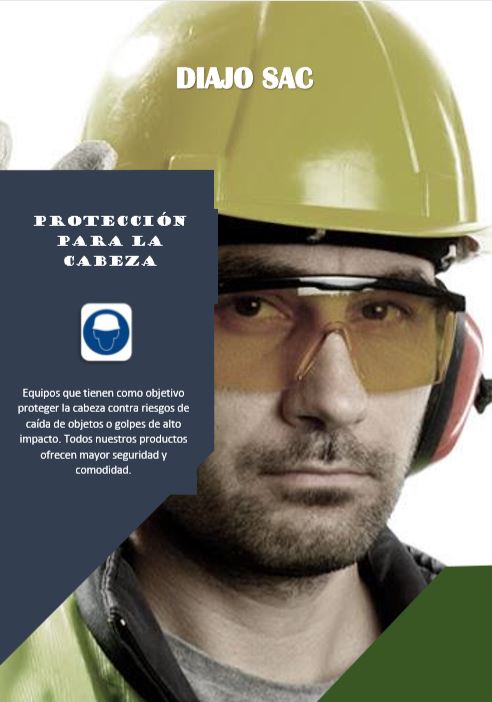 DIAJO SAC
PROTECCIÓN
PARA LA
CABEZA
Equipos que tienen como objetivo
proteger la cabeza contra riesgos de
caída de objetos o golpes de alto
impacto. Todos nuestros productos
ofrecen mayor seguridad y
comodidad.